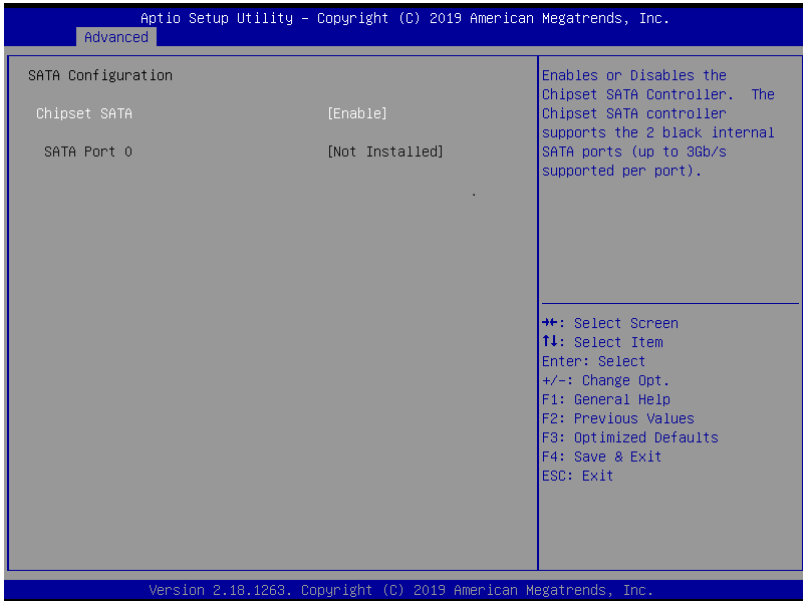 Aptio Setup Utility – Copyright (C) 2019 American Megatrends, Inc.
Advanced
SATA Configuration
Chipset SATA [Enable]
SATA Port 0 [Not Installed]
Enables or Disables the
Chipset SATA Controller. The
Chipset SATA controller
supports the 2 black internal
SATA ports (up to 3Gb/s
supported per port).
→←: Select Screen
↑↓: Select Item
Enter: Select
+/-: Change Opt.
F1: General Help
F2: Previous Values
F3: Optimized Defaults
F4: Save & Exit
ESC: Exit
Version 2.18.1263. Copyright (C) 2019 American Megatrends, Inc.